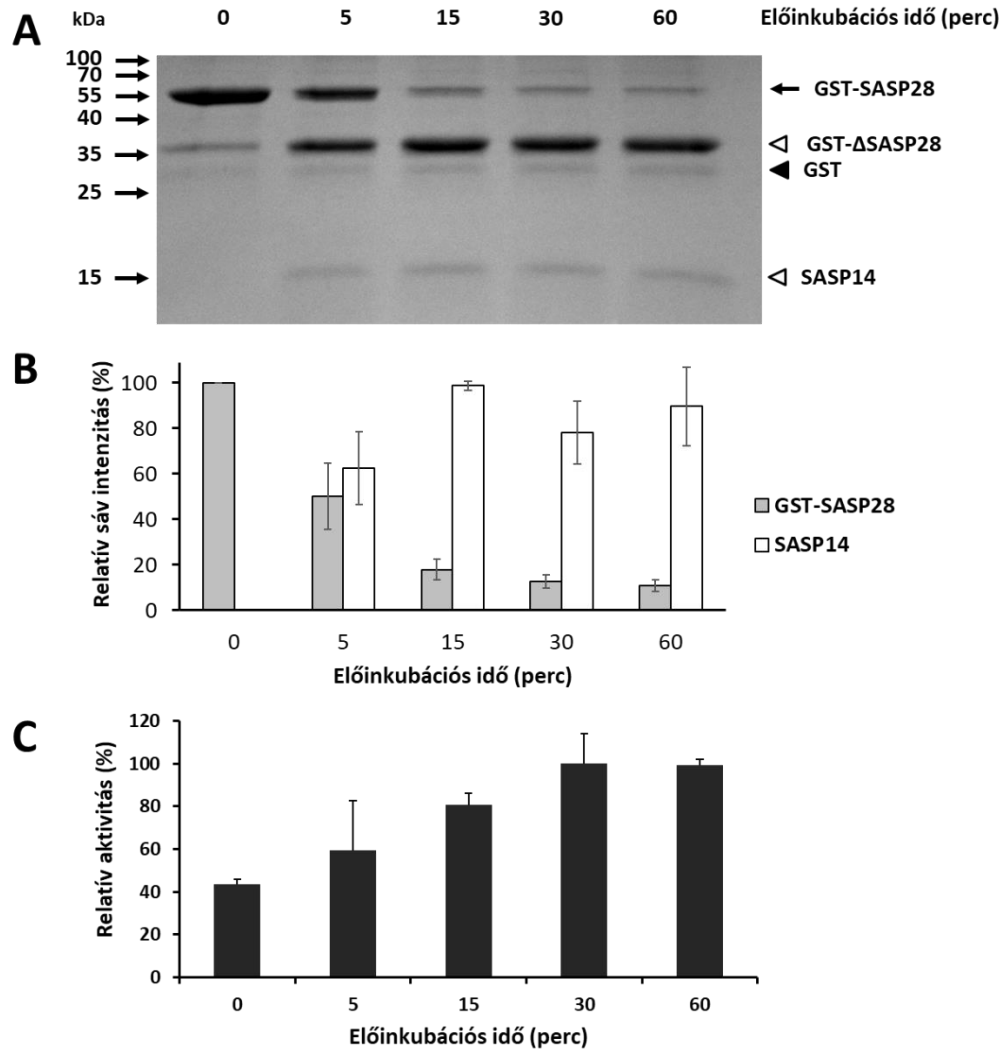 A
kDa 0 5 15 30 60 Előinkubációs idő (perc)
100
70
55
40
35
25
15
GST-SASP28
GST-ΔSASP28
GST
SASP14
B
Relatív sáv intenzitás (%)
100
80
60
40
20
0
0 5 15 30 60
Előinkubációs idő (perc)
GST-SASP28
SASP14
C
Relatív aktivitás (%)
120
100
80
60
40
20
0
0 5 15 30 60
Előinkubációs idő (perc)